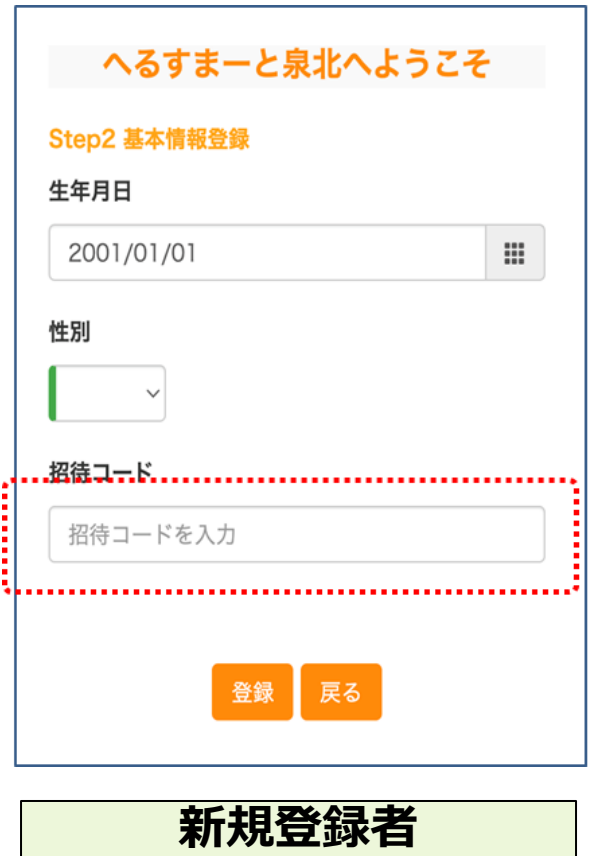 へるすまーと泉北へようこそ
Step2 基本情報登録
生年月日
2001/01/01
性別
招待コード
招待コードを入力
登録 戻る
新規登録者